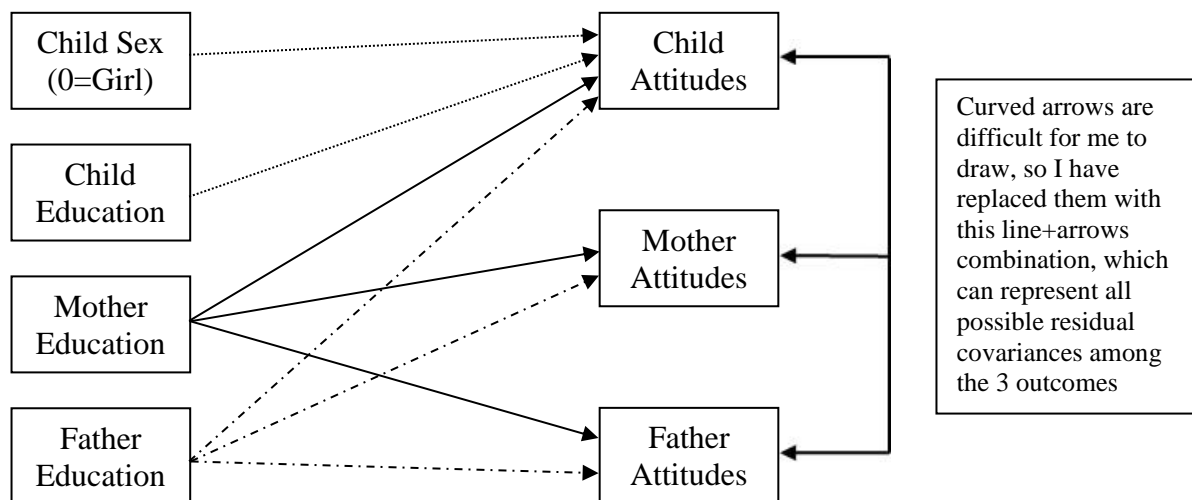 Child Sex
(0=Girl)
Child
Education
Mother
Education
Father
Education
Child
Attitudes
Mother
Attitudes
Father
Attitudes
Curved arrows are
difficult for me to
draw, so I have
replaced them with
this line+arrows
combination, which
can represent all
possible residual
covariances among
the 3 outcomes